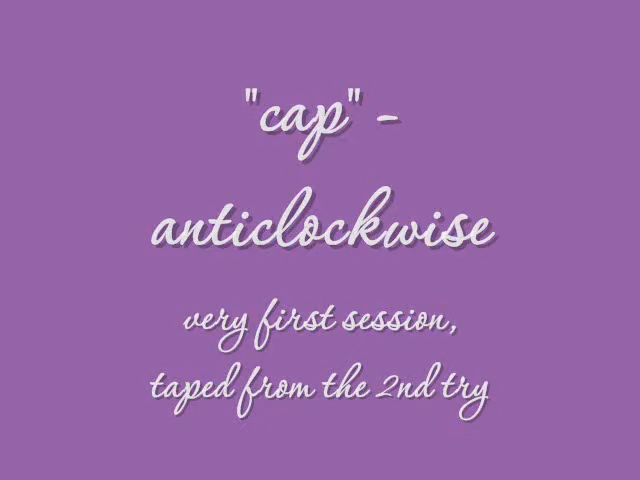 "cap" -
anticlockwise
very first session,
taped from the 2nd try